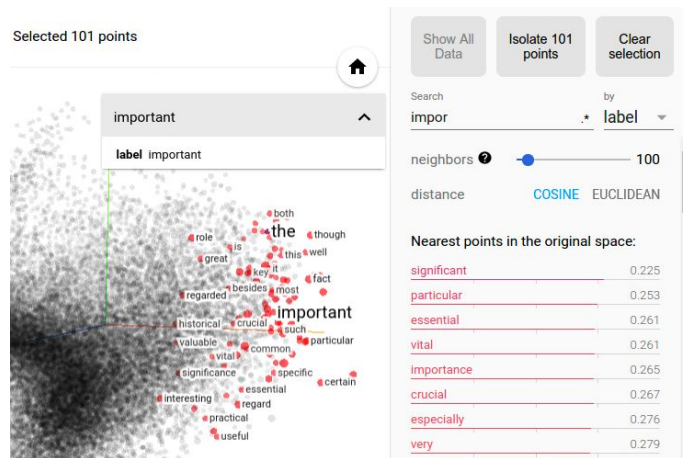 Selected 101 points
important
label important
both
the
though
role
is
this
well
great
it
key
fact
besides
most
regarded
important
historical
crucial
such
valuable
particular
common
vital
significance
specific
certain
essential
interesting
regard
practical
useful
Show All
Data
Isolate 101
points
Clear
selection
Search
by
impor
.*
label
neighbors ?
100
distance
COSINE EUCLIDEAN
Nearest points in the original space:
significant 0.225
particular 0.253
essential 0.261
vital 0.261
importance 0.265
crucial 0.267
especially 0.276
very 0.279